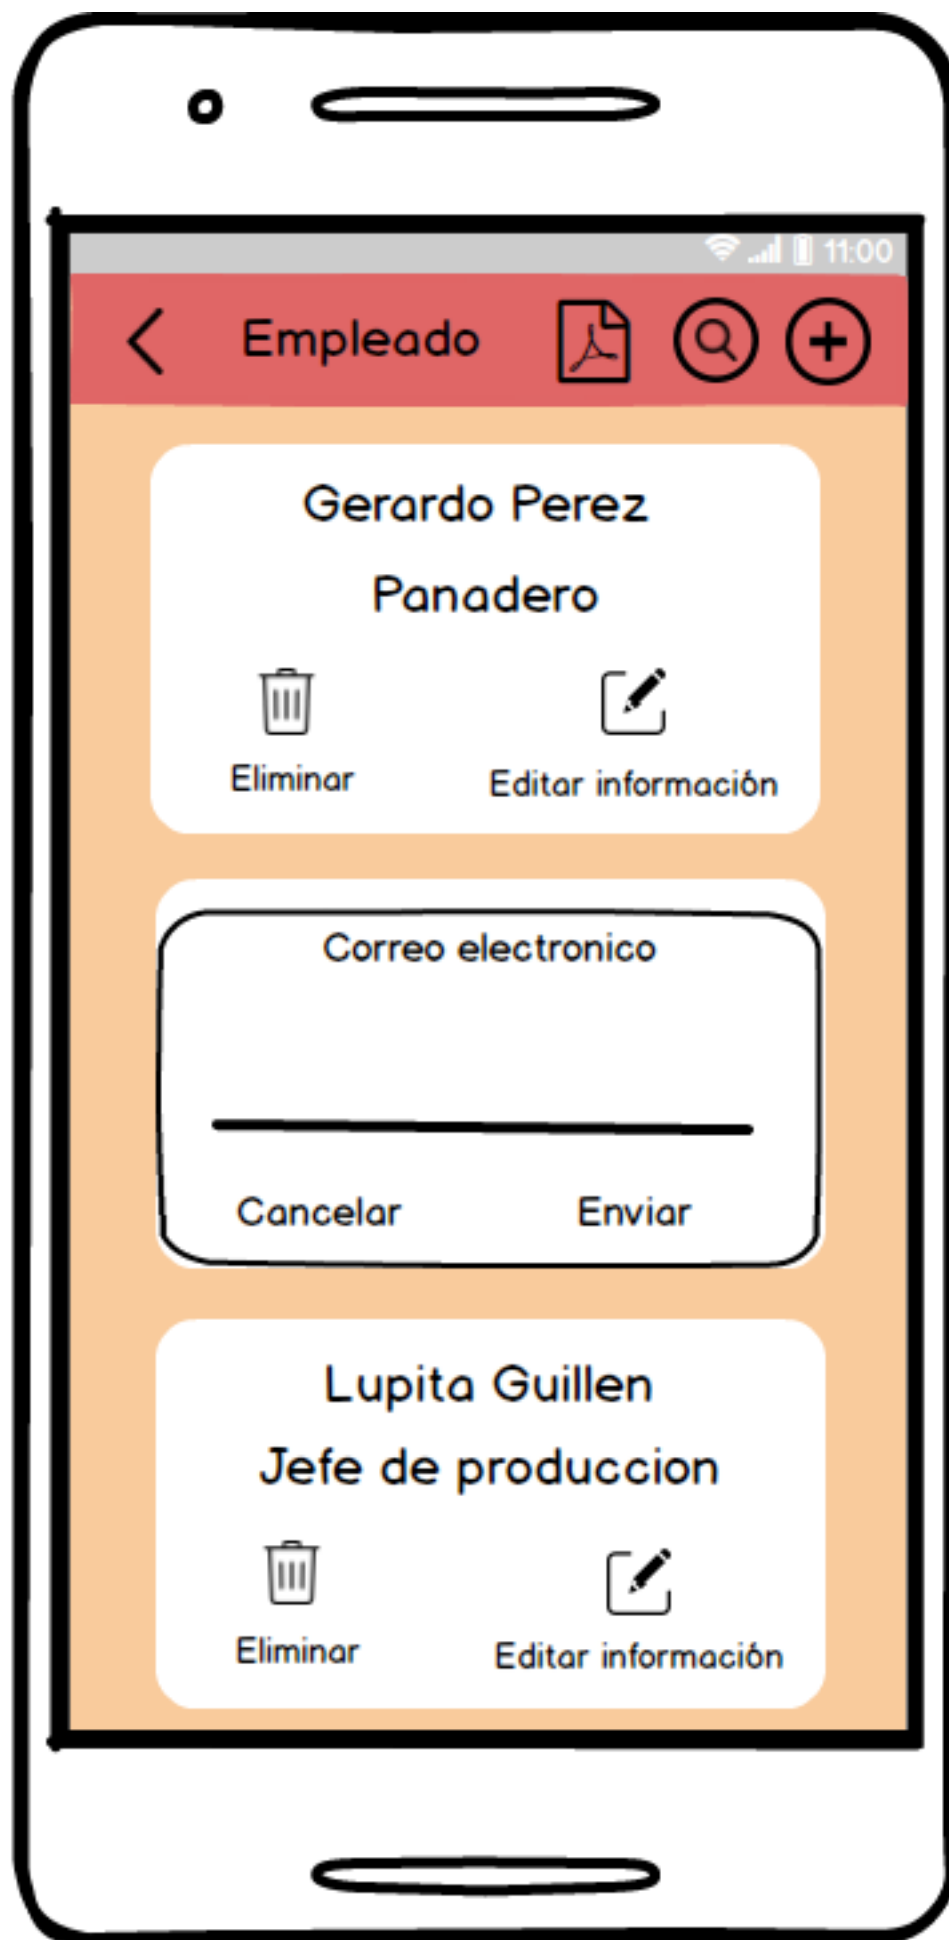 11:00
Empleado
Gerardo Perez
Panadero
Eliminar
Editar información
Correo electronico
Cancelar
Enviar
Lupita Guillen
Jefe de produccion
Eliminar
Editar información